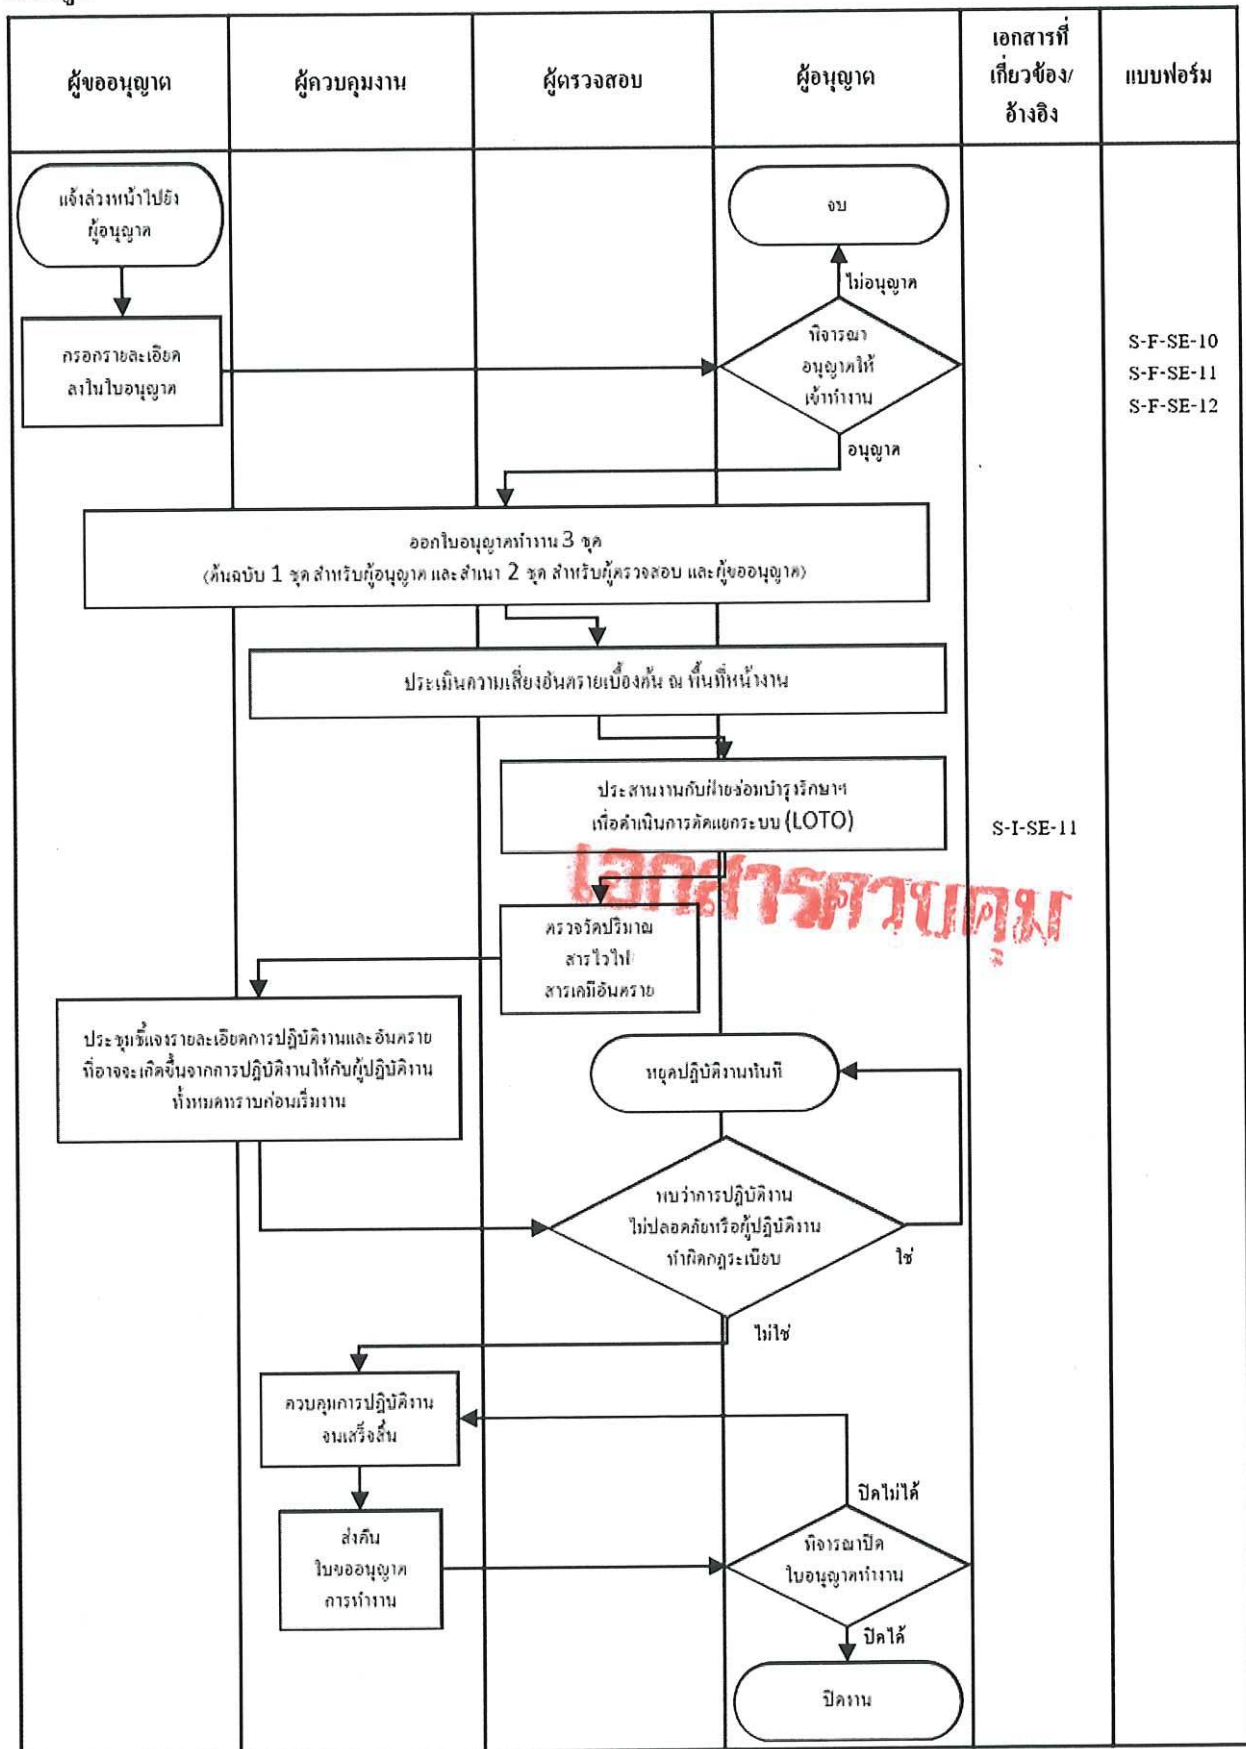 ผู้ขออนุญาต
ผู้ควบคุมงาน
ผู้ตรวจสอบ
ผู้อนุญาต
เอกสารที่
เกี่ยวข้อง/
อ้างอิง
แบบฟอร์ม
แจ้งล่วงหน้าไปยัง
ผู้อนุญาต
จบ
ไม่อนุญาต
กรอกรายละเอียด
ลงในใบอนุญาต
พิจารณา
อนุญาตให้
เข้าทำงาน
S-F-SE-10
S-F-SE-11
S-F-SE-12
อนุญาต
ออกใบอนุญาตทำงาน 3 ชุด
(ต้นฉบับ 1 ชุด สำหรับผู้อนุญาต และสำเนา 2 ชุด สำหรับผู้ตรวจสอบ และผู้ขออนุญาต)
ประเมินความเสี่ยงอันตรายเบื้องต้น ณ พื้นที่หน้างาน
ประสานงานกับฝ่ายซ่อมบำรุงรักษาฯ
เพื่อดำเนินการตัดแยกระบบ (LOTO)
S-I-SE-11
เอกสารควบคุม
ตรวจวัดปริมาณ
สารไวไฟ
สารเคมีอันตราย
ประชุมชี้แจงรายละเอียดการปฏิบัติงานและอันตราย
ที่อาจจะเกิดขึ้นจากการปฏิบัติงานให้กับผู้ปฏิบัติงาน
ทั้งหมดทราบก่อนเริ่มงาน
หยุดปฏิบัติงานทันที
พบว่าการปฏิบัติงาน
ไม่ปลอดภัยหรือผู้ปฏิบัติงาน
ทำผิดกฎระเบียบ
ใช่
ไม่ใช่
ควบคุมการปฏิบัติงาน
จนเสร็จสิ้น
ปิดไม่ได้
ส่งคืน
ใบขออนุญาต
การทำงาน
พิจารณาปิด
ใบอนุญาตทำงาน
ปิดได้
ปิดงาน